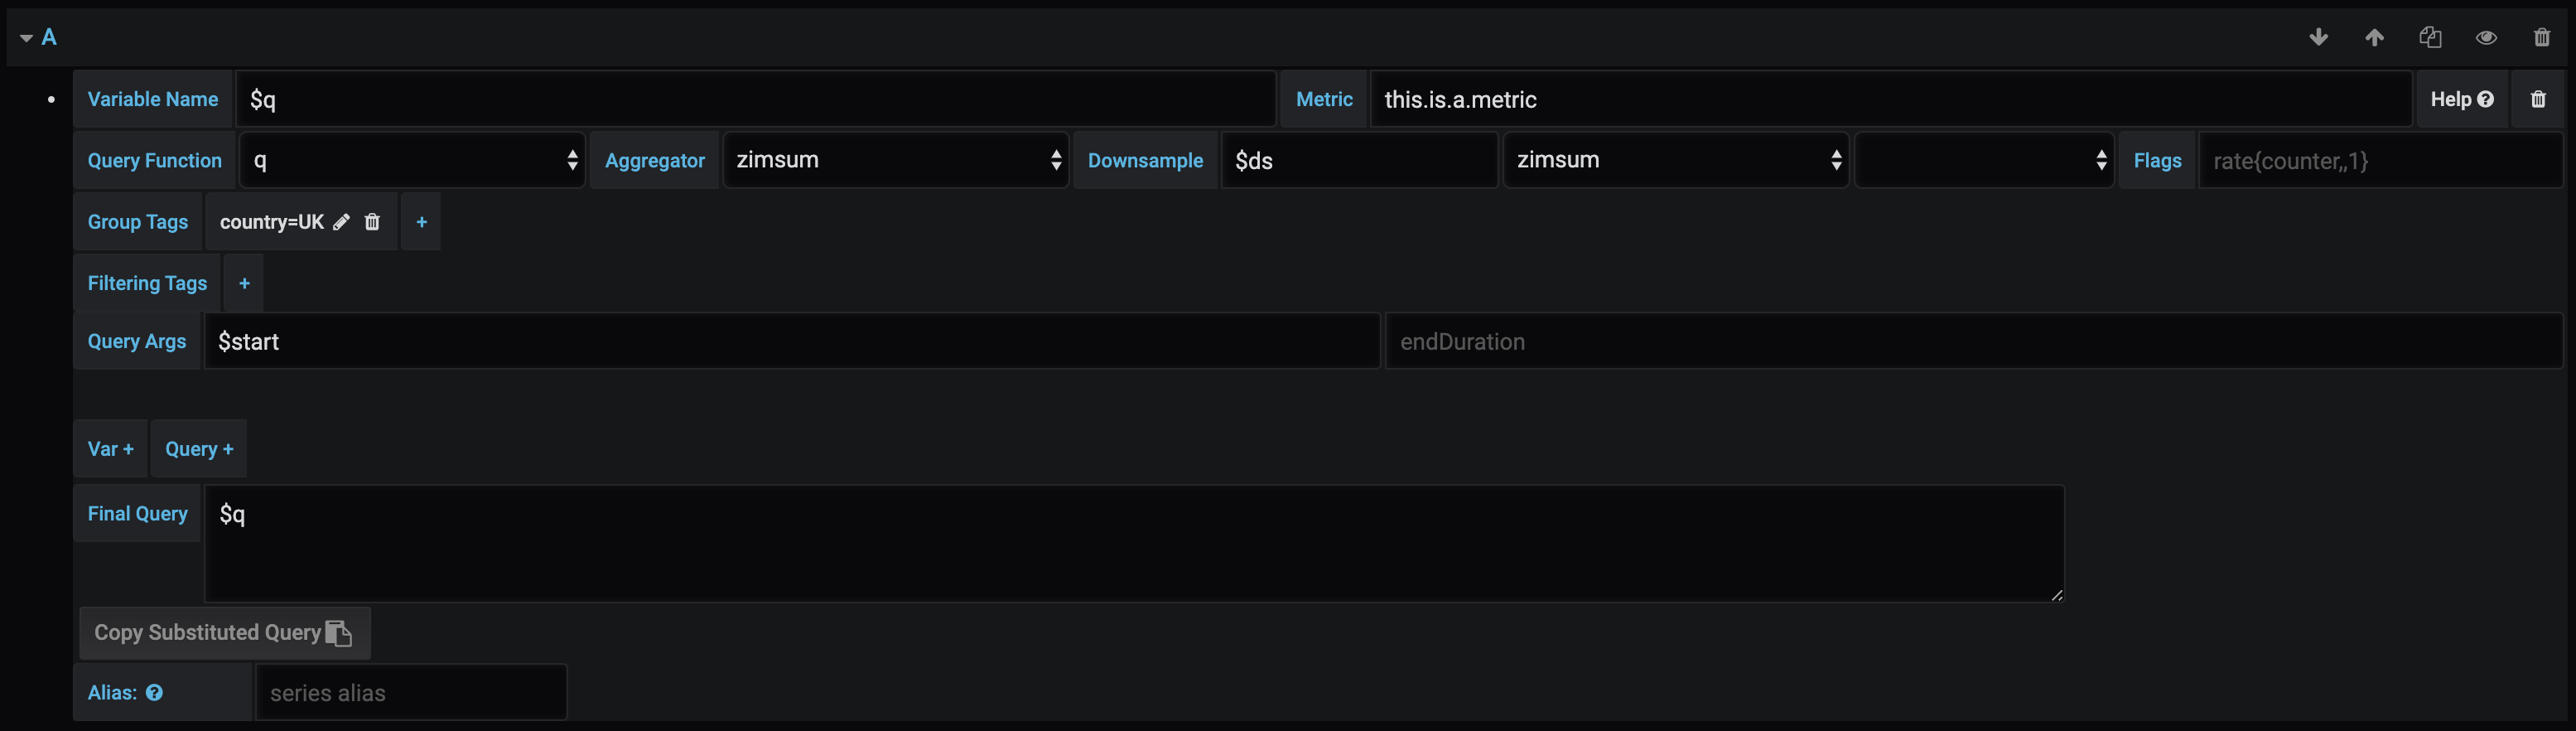 A
Variable Name $q Metric this.is.a.metric Help
Query Function q Aggregator zimsum Downsample $ds zimsum Flags rate{counter,,1}
Group Tags country=UK +
Filtering Tags +
Query Args $start endDuration
Var + Query +
Final Query $q
Copy Substituted Query
Alias: series alias